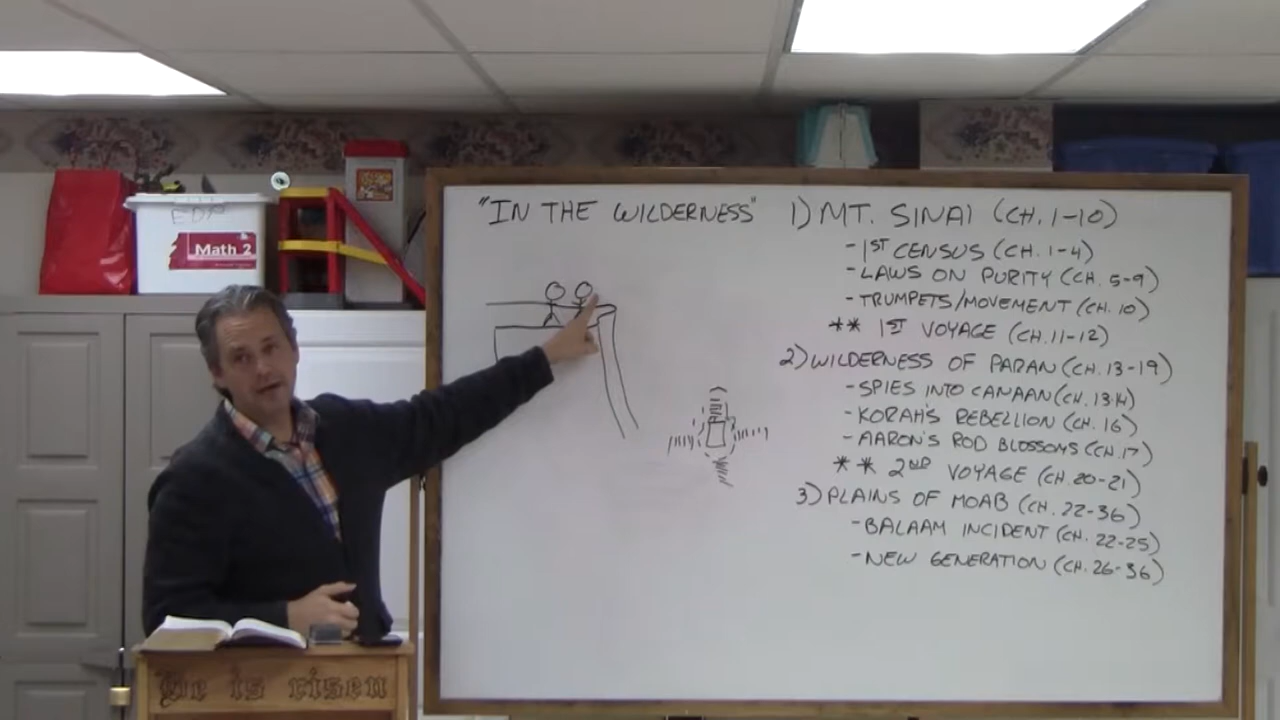 EDP
Math 2
"IN THE WILDERNESS"
1) MT. SINAI (CH. 1-10)
- 1ST CENSUS (CH. 1-4)
- LAWS ON PURITY (CH. 5-9)
- TRUMPETS/MOVEMENT (CH. 10)
** 1ST VOYAGE (CH. 11-12)
2) WILDERNESS OF PARAN (CH. 13-19)
- SPIES INTO CANAAN (CH. 13-14)
- KORAH'S REBELLION (CH. 16)
- AARON'S ROD BLOSSOMS (CH. 17)
** 2ND VOYAGE (CH. 20-21)
3) PLAINS OF MOAB (CH. 22-36)
- BALAAM INCIDENT (CH. 22-25)
- NEW GENERATION (CH. 26-36)
He is risen